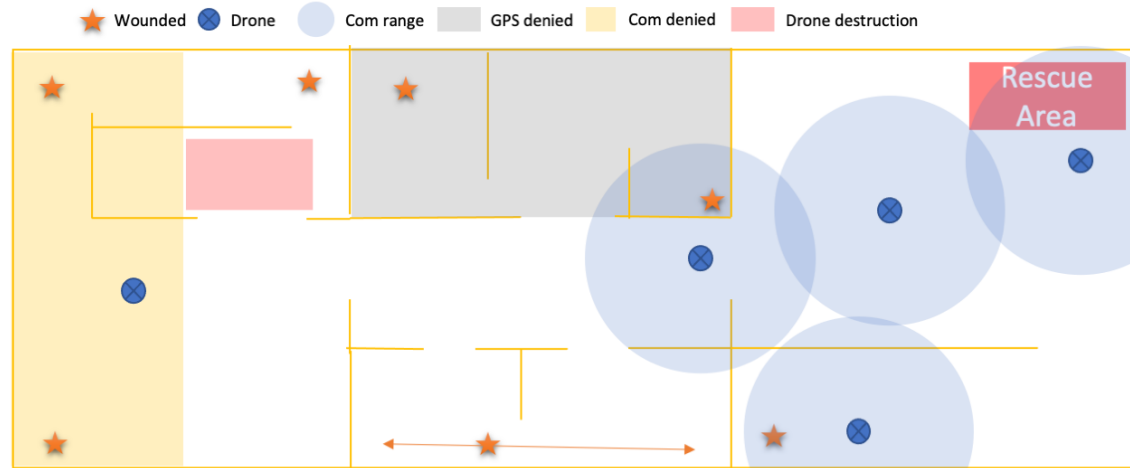 Wounded
Drone
Com range
GPS denied
Com denied
Drone destruction
Rescue
Area